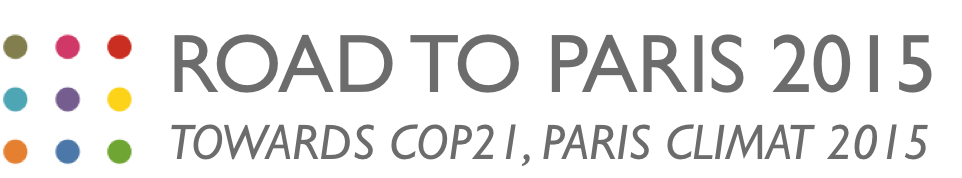 ROAD TO PARIS 2015
TOWARDS COP21, PARIS CLIMAT 2015